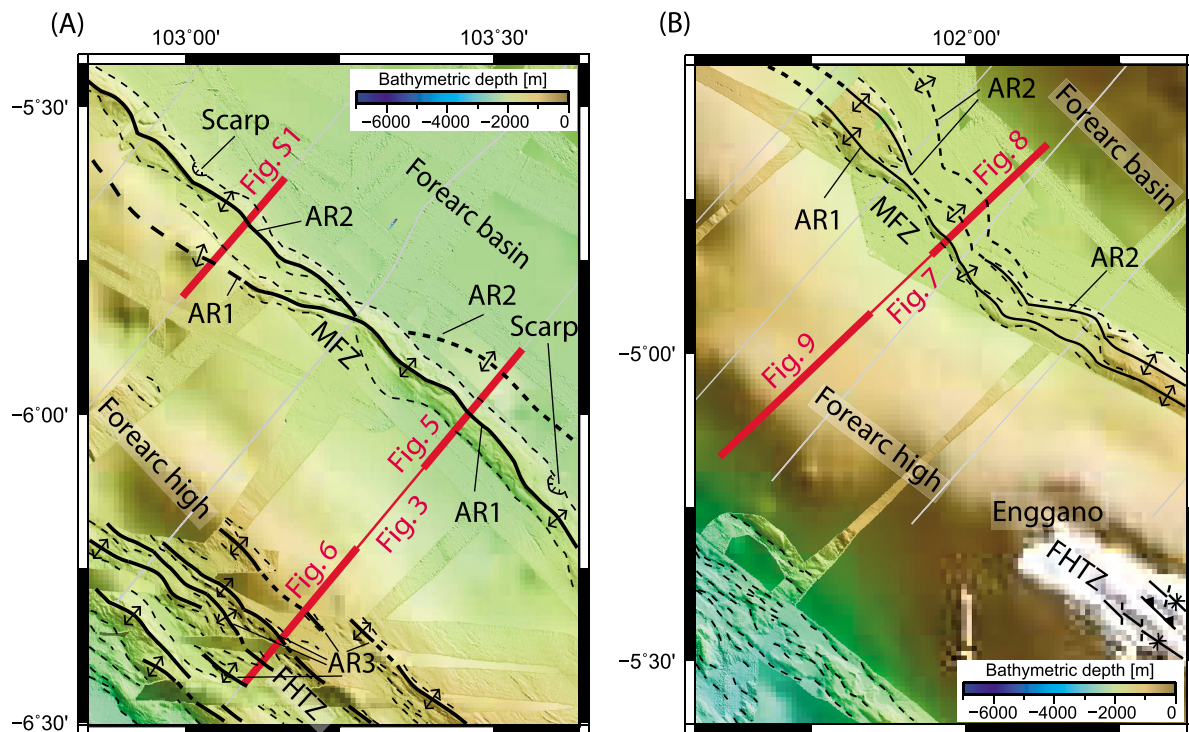 (A)
103°00'
103°30'
−5°30'
−6°00'
−6°30'
Bathymetric depth [m]
−6000 −4000 −2000 0
Scarp
Fig. S1
AR2
Forearc basin
AR1
MFZ
AR2
Scarp
Forearc high
Fig. 5
Fig. 3
AR1
Fig. 6
AR3
FHTZ
(B)
102°00'
−5°00'
−5°30'
AR2
Forearc basin
Fig. 8
AR1
MFZ
AR2
Fig. 7
Fig. 9
Forearc high
Enggano
FHTZ
Bathymetric depth [m]
−6000 −4000 −2000 0